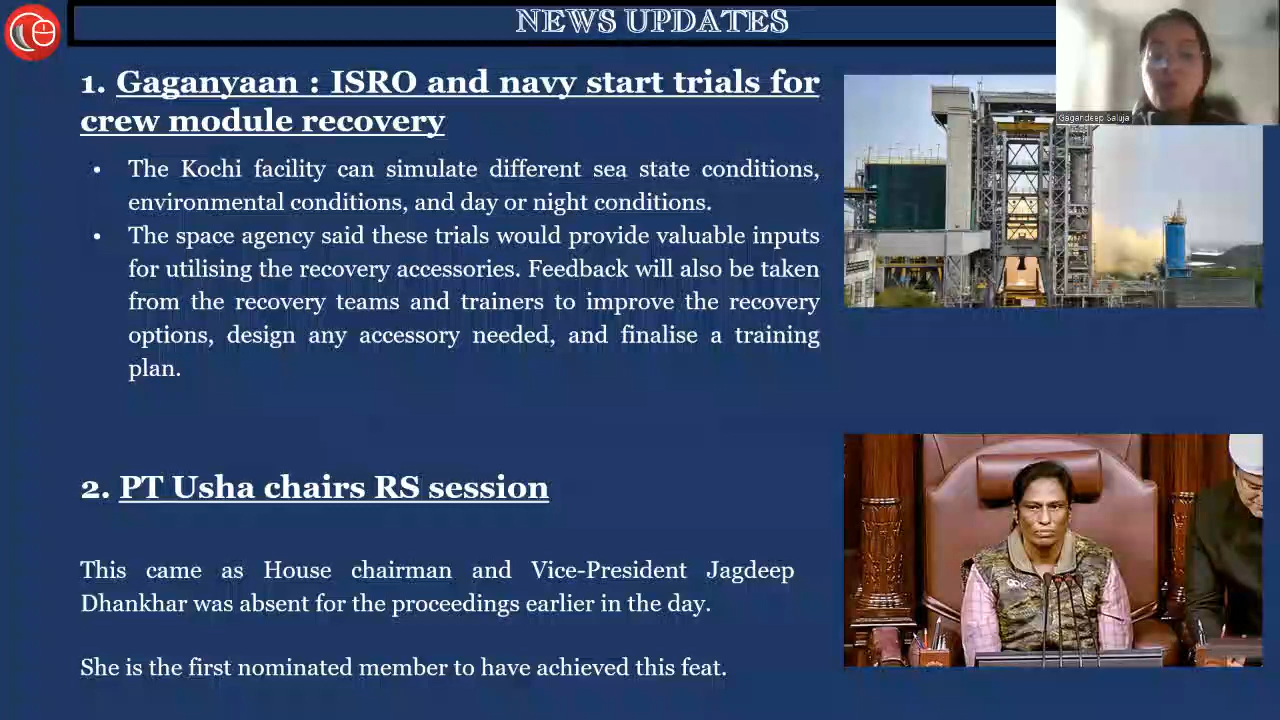 NEWS UPDATES
Gagandeep Saluja
1. Gaganyaan : ISRO and navy start trials for
crew module recovery
• The Kochi facility can simulate different sea state conditions,
environmental conditions, and day or night conditions.
• The space agency said these trials would provide valuable inputs
for utilising the recovery accessories. Feedback will also be taken
from the recovery teams and trainers to improve the recovery
options, design any accessory needed, and finalise a training
plan.
2. PT Usha chairs RS session
This came as House chairman and Vice-President Jagdeep
Dhankhar was absent for the proceedings earlier in the day.
She is the first nominated member to have achieved this feat.